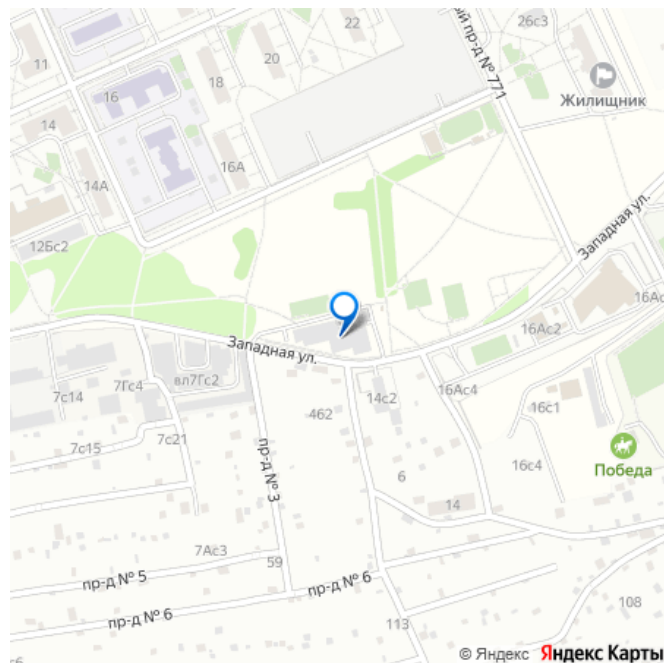 22
26с3
ый пр-д № 771
11
20
18
16
Жилищник
14
16А
14А
Западная ул.
12Бс2
16Ас
16Ас2
Западная ул.
7с14
7Гс4
вл7Гс2
14с2
16Ас4
16с1
462
7с21
7с15
пр-д № 3
6
16с4
Победа
14
7Ас3
59
пр-д № 5
пр-д № 6
пр-д № 6
108
113
с6
© Яндекс Яндекс Карты